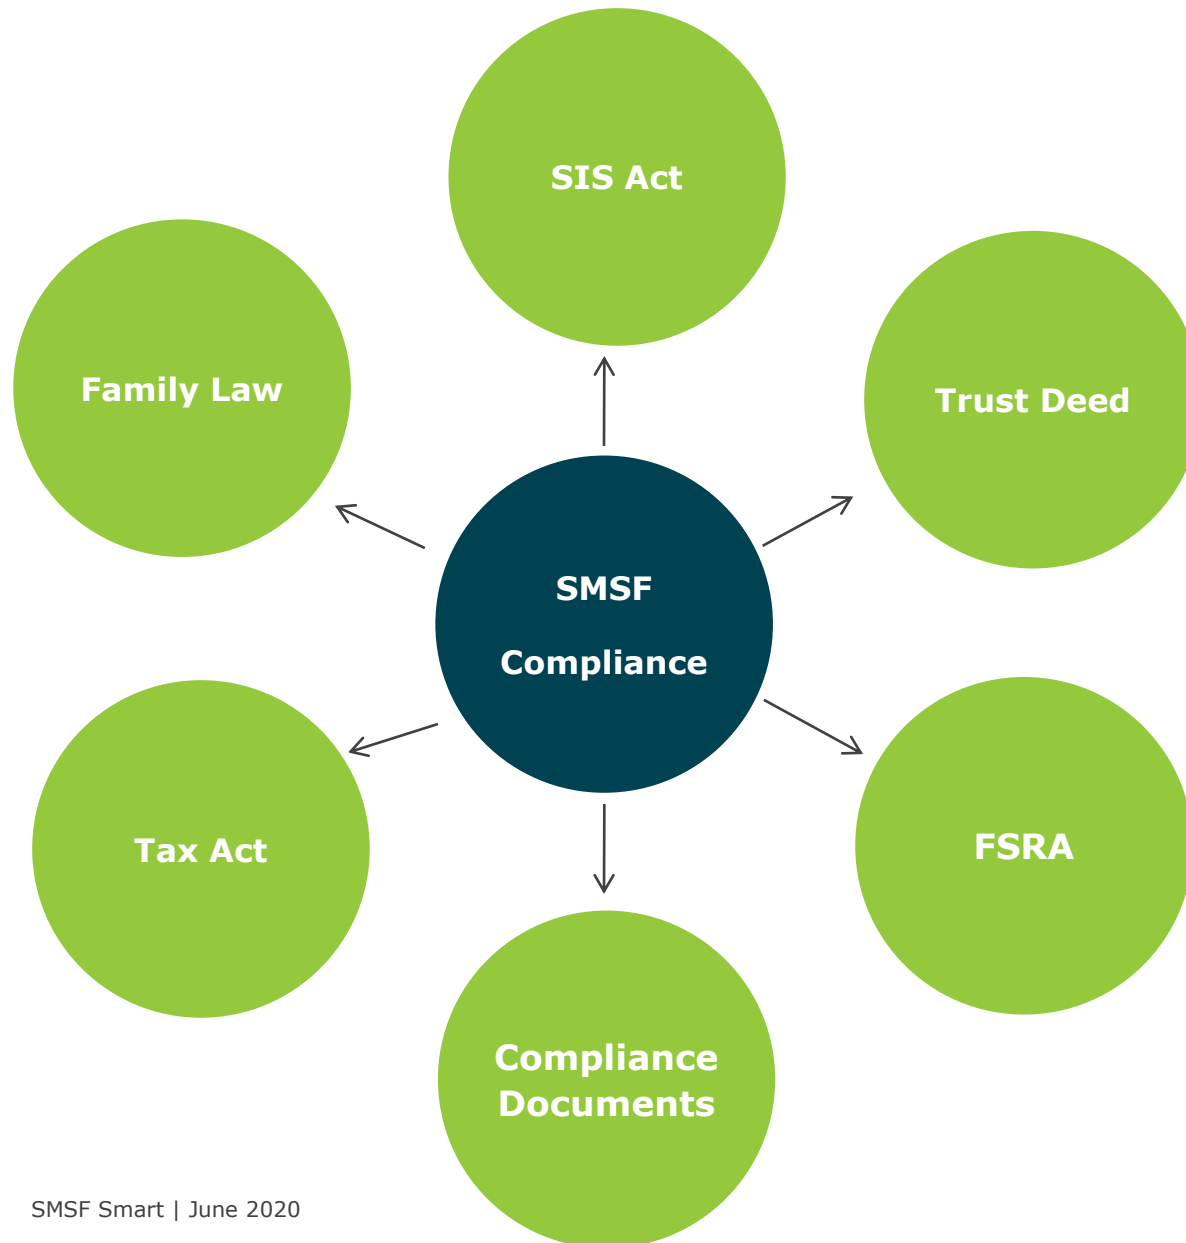 SIS Act
Family Law
Trust Deed
SMSF
Compliance
Tax Act
FSRA
Compliance
Documents
SMSF Smart | June 2020